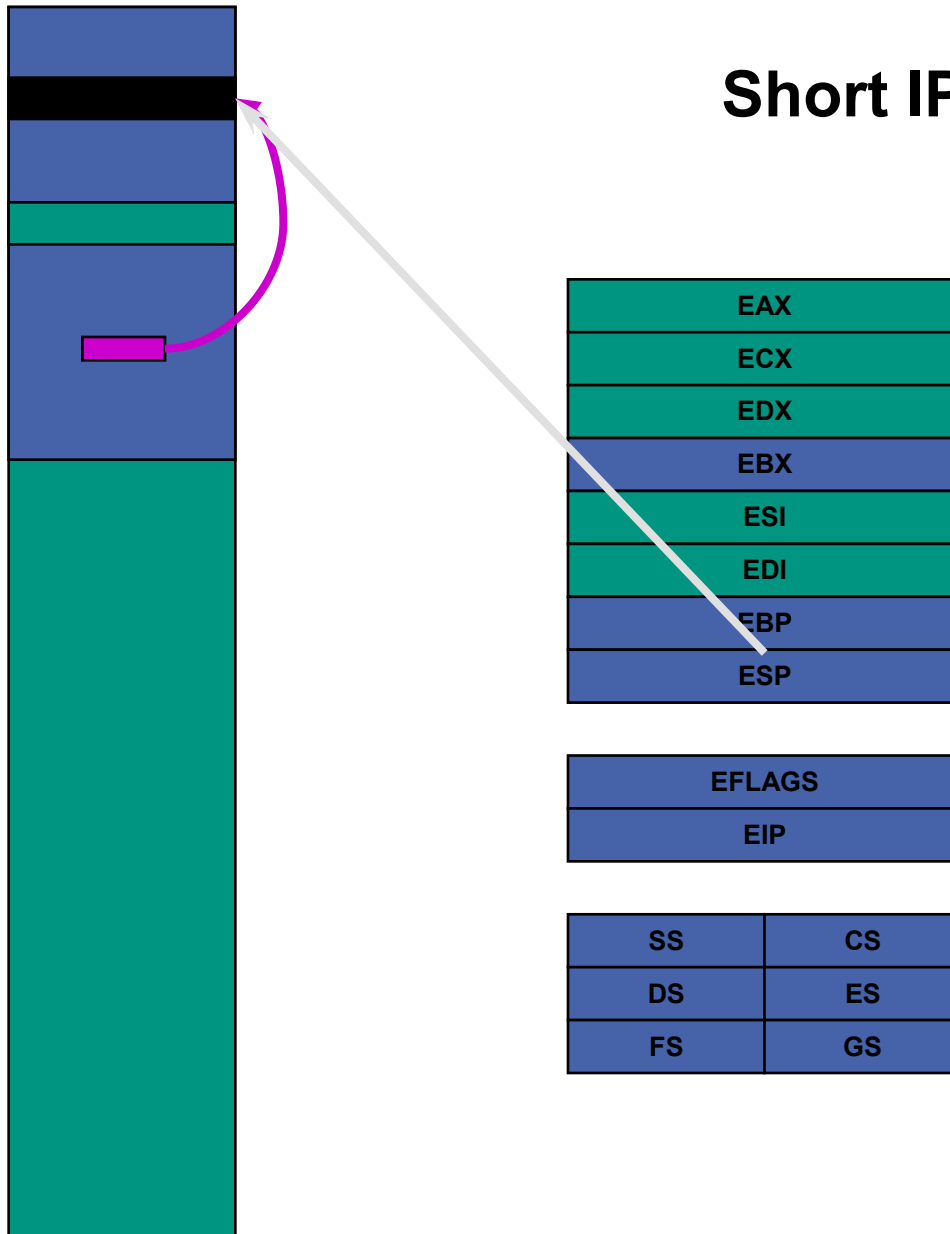 Short IP
EAX
ECX
EDX
EBX
ESI
EDI
EBP
ESP
EFLAGS
EIP
SS CS
DS ES
FS GS